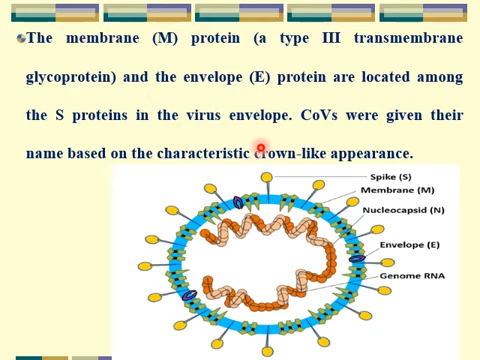 The membrane (M) protein (a type III transmembrane
glycoprotein) and the envelope (E) protein are located among
the S proteins in the virus envelope. CoVs were given their
name based on the characteristic crown-like appearance.
Spike (S)
Membrane (M)
Nucleocapsid (N)
Envelope (E)
Genome RNA